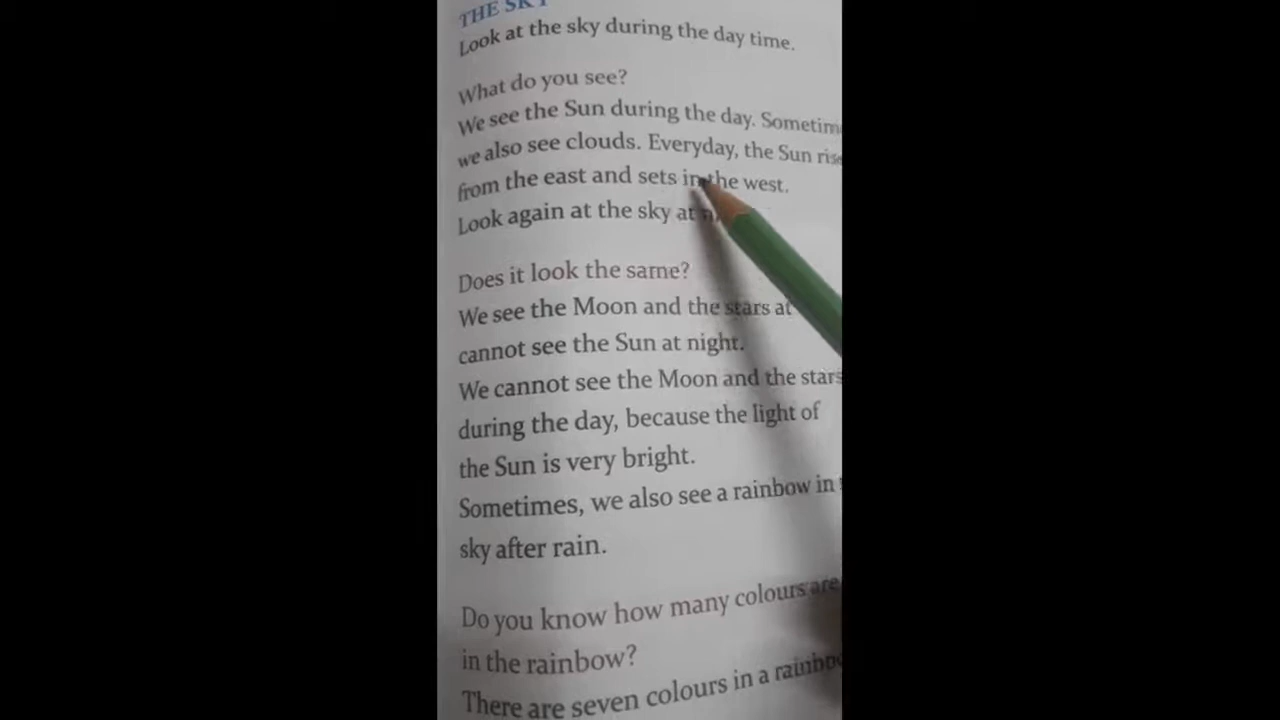 THE SKY
Look at the sky during the day time.
What do you see?
We see the Sun during the day.
we also see clouds. Everyday, the Sun
from the east and sets in the west.
Look again at the sky at
Does it look the same?
We see the Moon and the stars at
cannot see the Sun at night.
We cannot see the Moon and the stars
during the day, because the light of
the Sun is very bright.
Sometimes, we also see a rainbow in
sky after rain.
Do you know how many colours are
in the rainbow?
There are seven colours in a